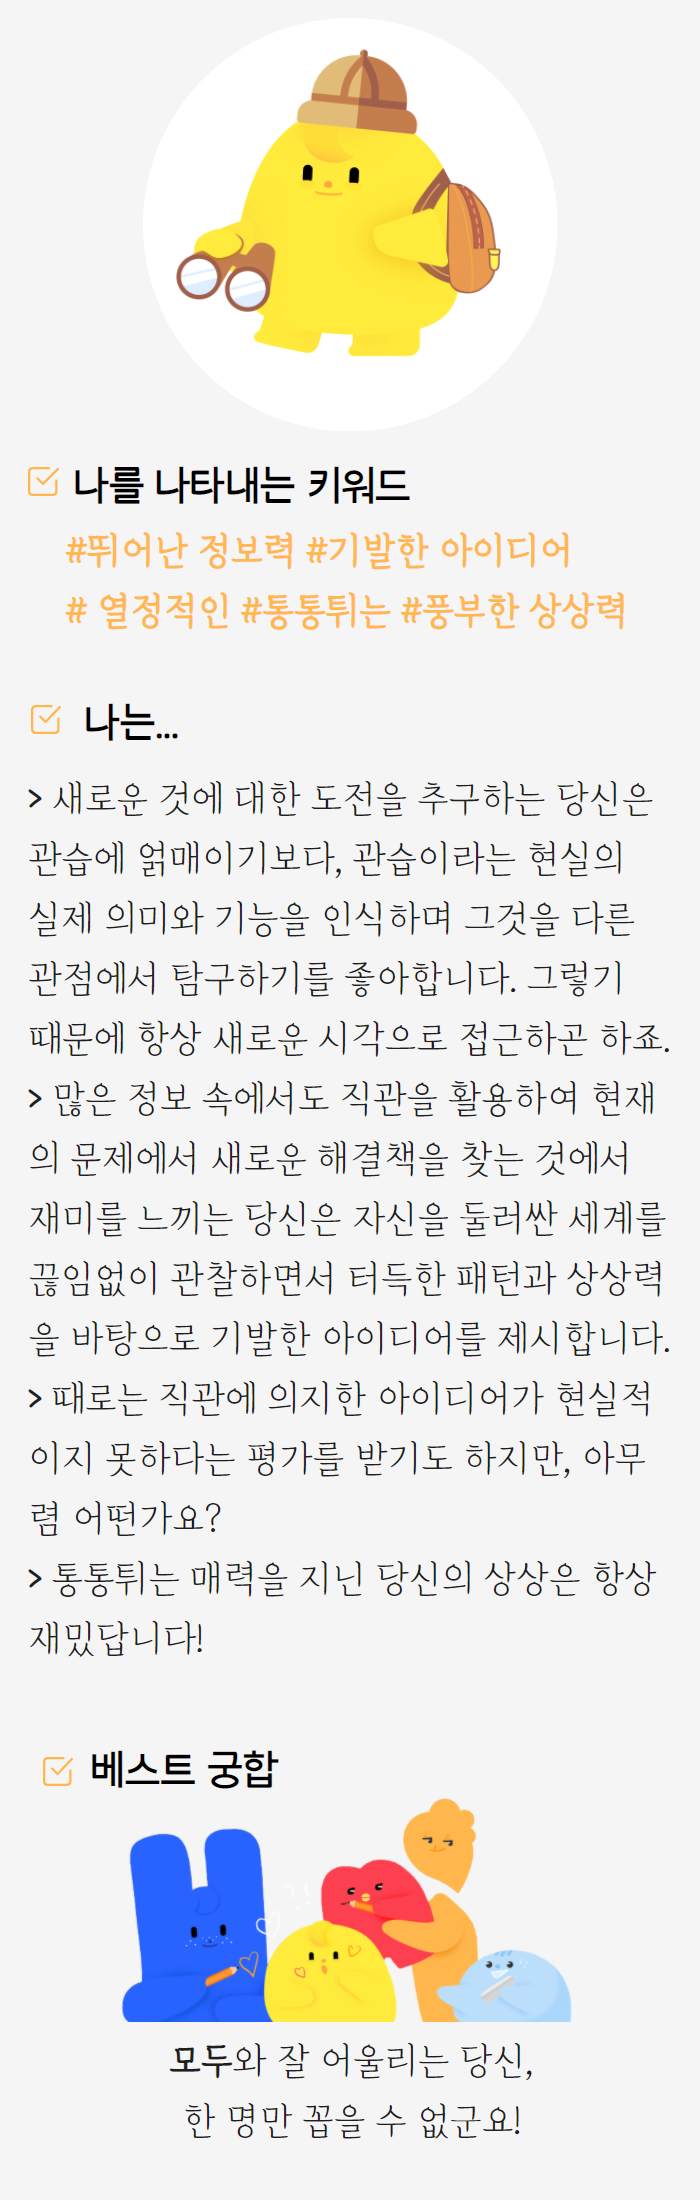 나를 나타내는 키워드
#뛰어난 정보력 #기발한 아이디어
# 열정적인 #통통튀는 #풍부한 상상력
나는...
> 새로운 것에 대한 도전을 추구하는 당신은
관습에 얽매이기보다, 관습이라는 현실의
실제 의미와 기능을 인식하며 그것을 다른
관점에서 탐구하기를 좋아합니다. 그렇기
때문에 항상 새로운 시각으로 접근하곤 하죠.
> 많은 정보 속에서도 직관을 활용하여 현재
의 문제에서 새로운 해결책을 찾는 것에서
재미를 느끼는 당신은 자신을 둘러싼 세계를
끊임없이 관찰하면서 터득한 패턴과 상상력
을 바탕으로 기발한 아이디어를 제시합니다.
> 때로는 직관에 의지한 아이디어가 현실적
이지 못하다는 평가를 받기도 하지만, 아무
렴 어떤가요?
> 통통튀는 매력을 지닌 당신의 상상은 항상
재밌답니다!
베스트 궁합
?!
모두와 잘 어울리는 당신,
한 명만 꼽을 수 없군요!